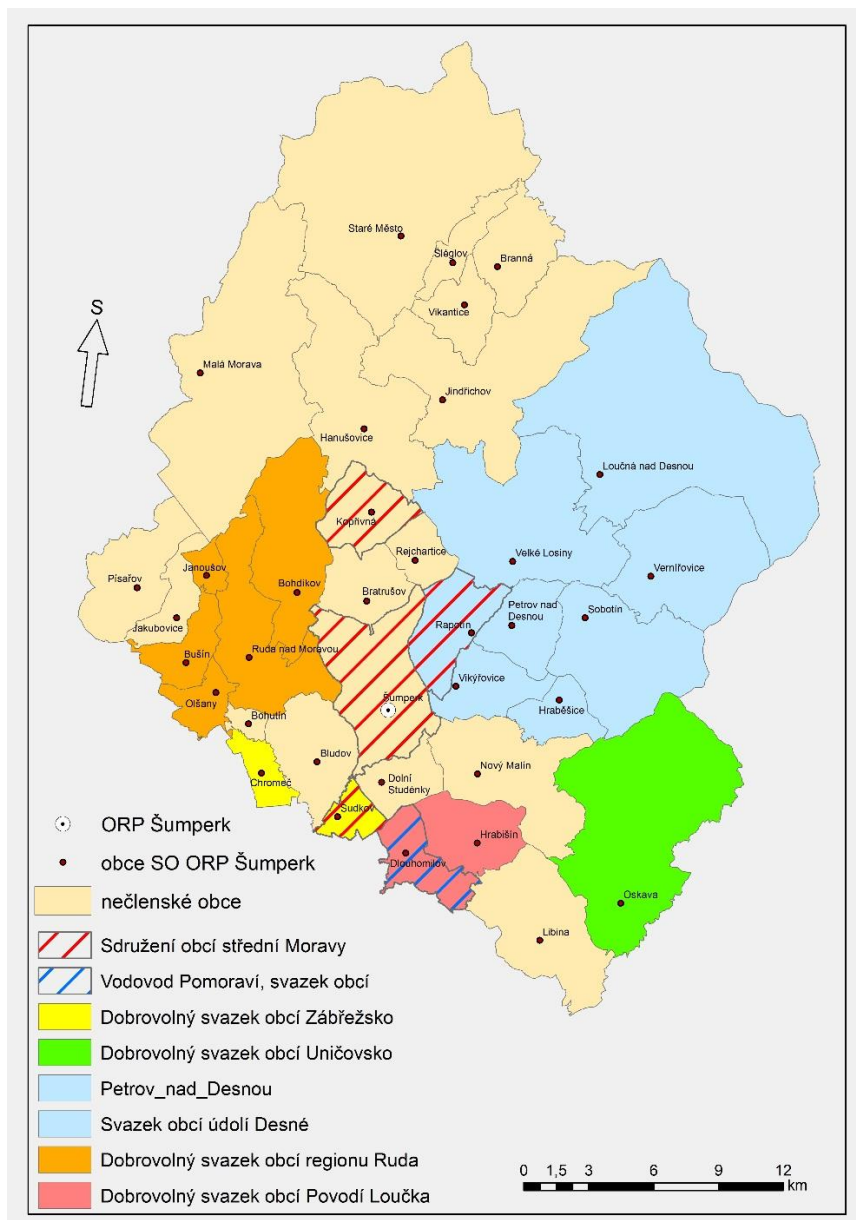 Staré Město
Šléglov
Branná
Vikantice
S
Malá Morava
Jindřichov
Hanušovice
Loučná nad Desnou
Kopřivná
Rejchartice
Velké Losiny
Janoušov
Písařov
Bohdíkov
Vernířovice
Bratrušov
Petrov nad
Desnou
Sobotín
Jakubovice
Rapotín
Bušín
Ruda nad Moravou
Olšany
Šumperk
Vikýřovice
Hraběšice
Bohutín
Bludov
Nový Malín
Chromeč
Dolní
Studénky
Sudkov
Hrabišín
Dlouhomilov
Oskava
Libina
ORP Šumperk
obce SO ORP Šumperk
nečlenské obce
Sdružení obcí střední Moravy
Vodovod Pomoraví, svazek obcí
Dobrovolný svazek obcí Zábřežsko
Dobrovolný svazek obcí Uničovsko
Petrov_nad_Desnou
Svazek obcí údolí Desné
Dobrovolný svazek obcí regionu Ruda
Dobrovolný svazek obcí Povodí Loučka
0 1,5 3 6 9 12
km